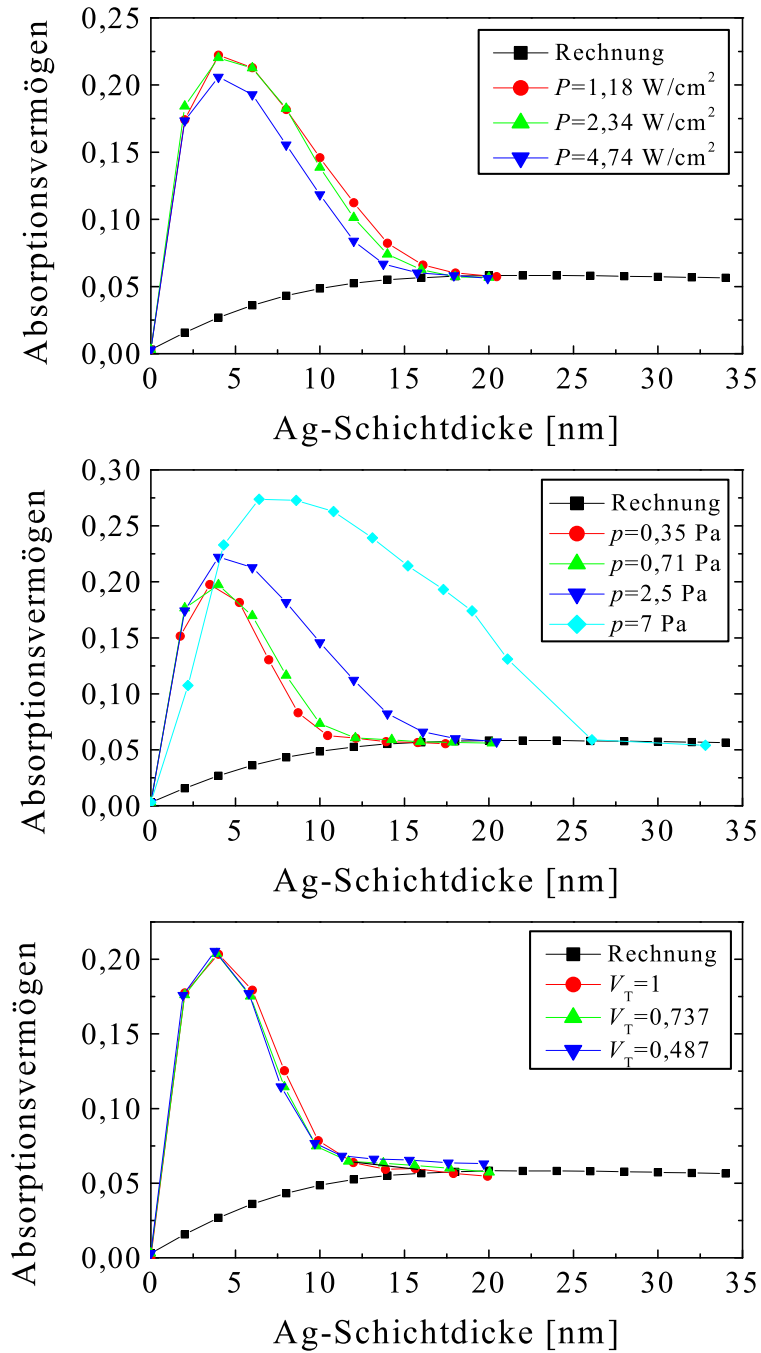 0,25
0,20
0,15
0,10
0,05
0,00
Absorptionsvermögen
Rechnung
P=1,18 W/cm²
P=2,34 W/cm²
P=4,74 W/cm²
0 5 10 15 20 25 30 35
Ag-Schichtdicke [nm]
0,30
0,25
0,20
0,15
0,10
0,05
0,00
Absorptionsvermögen
Rechnung
p=0,35 Pa
p=0,71 Pa
p=2,5 Pa
p=7 Pa
0 5 10 15 20 25 30 35
Ag-Schichtdicke [nm]
0,20
0,15
0,10
0,05
0,00
Absorptionsvermögen
Rechnung
V_T=1
V_T=0,737
V_T=0,487
0 5 10 15 20 25 30 35
Ag-Schichtdicke [nm]